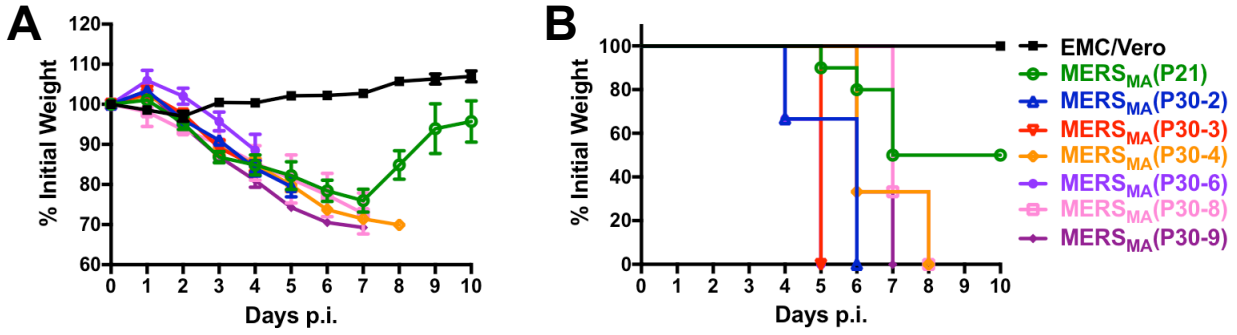 A
% Initial Weight
120
110
100
90
80
70
60
0 1 2 3 4 5 6 7 8 9 10
Days p.i.
B
% Initial Weight
100
80
60
40
20
0
0 1 2 3 4 5 6 7 8 9 10
Days p.i.
EMC/Vero
MERSMA(P21)
MERSMA(P30-2)
MERSMA(P30-3)
MERSMA(P30-4)
MERSMA(P30-6)
MERSMA(P30-8)
MERSMA(P30-9)